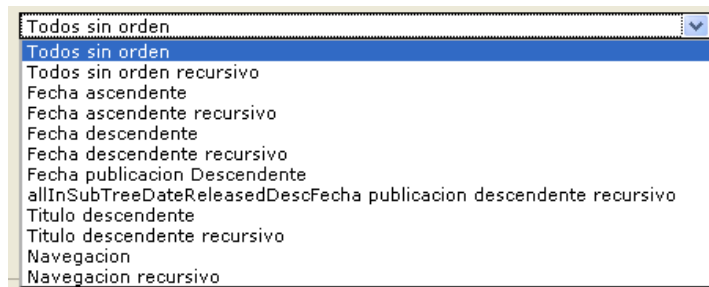 Todos sin orden
Todos sin orden
Todos sin orden recursivo
Fecha ascendente
Fecha ascendente recursivo
Fecha descendente
Fecha descendente recursivo
Fecha publicacion Descendente
allInSubTreeDateReleasedDescFecha publicacion descendente recursivo
Titulo descendente
Titulo descendente recursivo
Navegacion
Navegacion recursivo